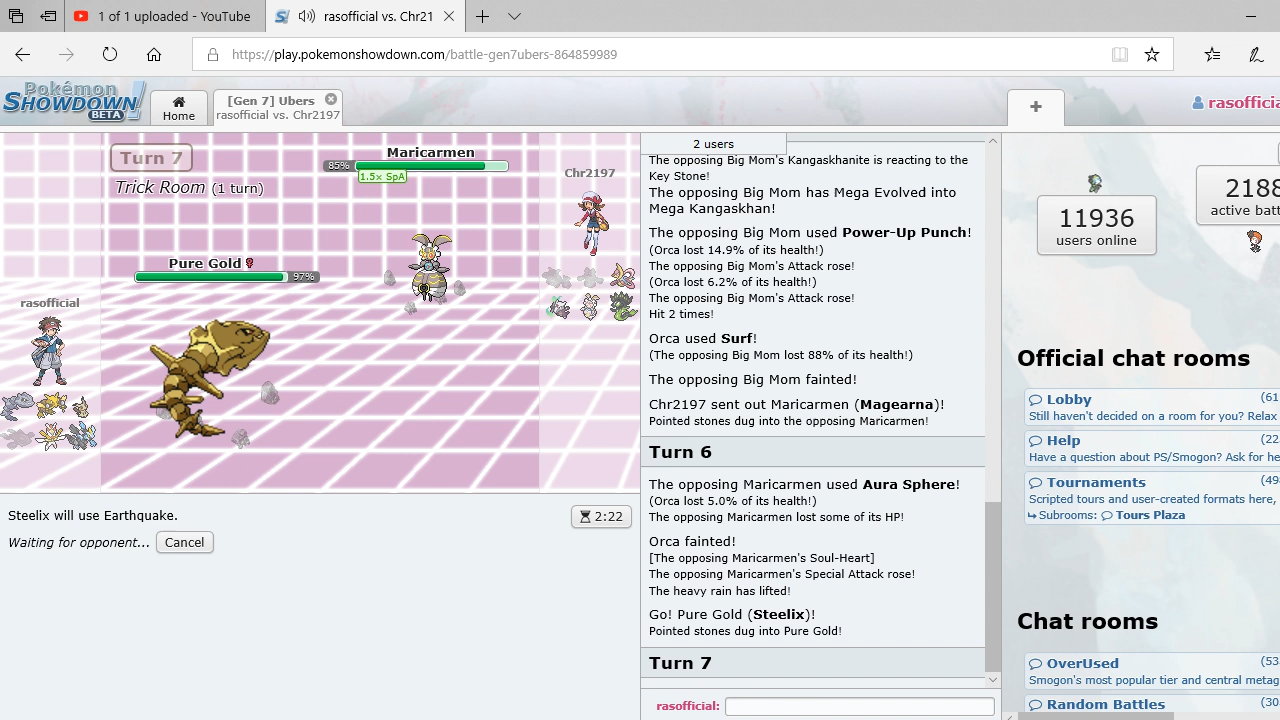 1 of 1 uploaded - YouTube
rasofficial vs. Chr21
https://play.pokemonshowdown.com/battle-gen7ubers-864859989
Pokémon
SHOWDOWN!
BETA
Home
[Gen 7] Ubers
rasofficial vs. Chr2197
+
rasofficia
Turn 7
Trick Room (1 turn)
Maricarmen
85%
1.5× SpA
Pure Gold
97%
Chr2197
rasofficial
Steelix will use Earthquake.
2:22
Waiting for opponent...
Cancel
2 users
The opposing Big Mom's Kangaskhanite is reacting to the
Key Stone!
The opposing Big Mom has Mega Evolved into
Mega Kangaskhan!
The opposing Big Mom used Power-Up Punch!
(Orca lost 14.9% of its health!)
The opposing Big Mom's Attack rose!
(Orca lost 6.2% of its health!)
The opposing Big Mom's Attack rose!
Hit 2 times!
Orca used Surf!
(The opposing Big Mom lost 88% of its health!)
The opposing Big Mom fainted!
Chr2197 sent out Maricarmen (Magearna)!
Pointed stones dug into the opposing Maricarmen!
Turn 6
The opposing Maricarmen used Aura Sphere!
(Orca lost 5.0% of its health!)
The opposing Maricarmen lost some of its HP!
Orca fainted!
[The opposing Maricarmen's Soul-Heart]
The opposing Maricarmen's Special Attack rose!
The heavy rain has lifted!
Go! Pure Gold (Steelix)!
Pointed stones dug into Pure Gold!
Turn 7
rasofficial:
11936
users online
2188
active batt
Official chat rooms
Lobby (61
Still haven't decided on a room for you? Relax
Help (22
Have a question about PS/Smogon? Ask for he
Tournaments (49
Scripted tours and user-created formats here,
↳ Subrooms: Tours Plaza
Chat rooms
OverUsed (53
Smogon's most popular tier and central metag
Random Battles (30